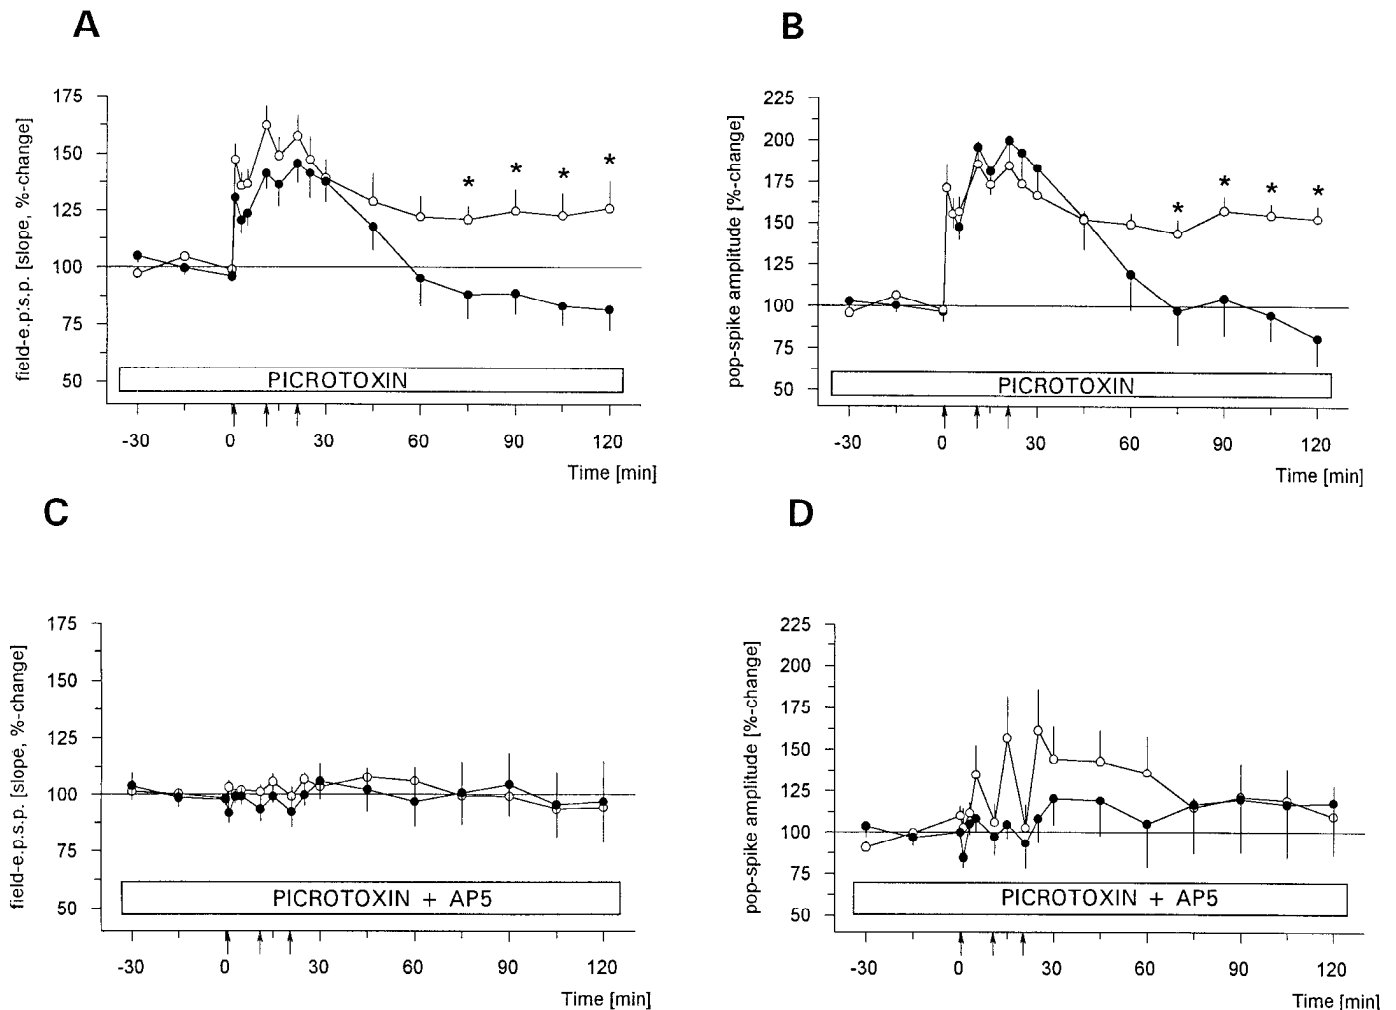 A
field-e.p.s.p. [slope, %-change]
175
150
125
100
75
50
* * * *
PICROTOXIN
-30 0 30 60 90 120
Time [min]
B
pop-spike amplitude [%-change]
225
200
175
150
125
100
75
50
* * * *
PICROTOXIN
-30 0 30 60 90 120
Time [min]
C
field-e.p.s.p. [slope, %-change]
175
150
125
100
75
50
PICROTOXIN + AP5
-30 0 30 60 90 120
Time [min]
D
pop-spike amplitude [%-change]
225
200
175
150
125
100
75
50
PICROTOXIN + AP5
-30 0 30 60 90 120
Time [min]